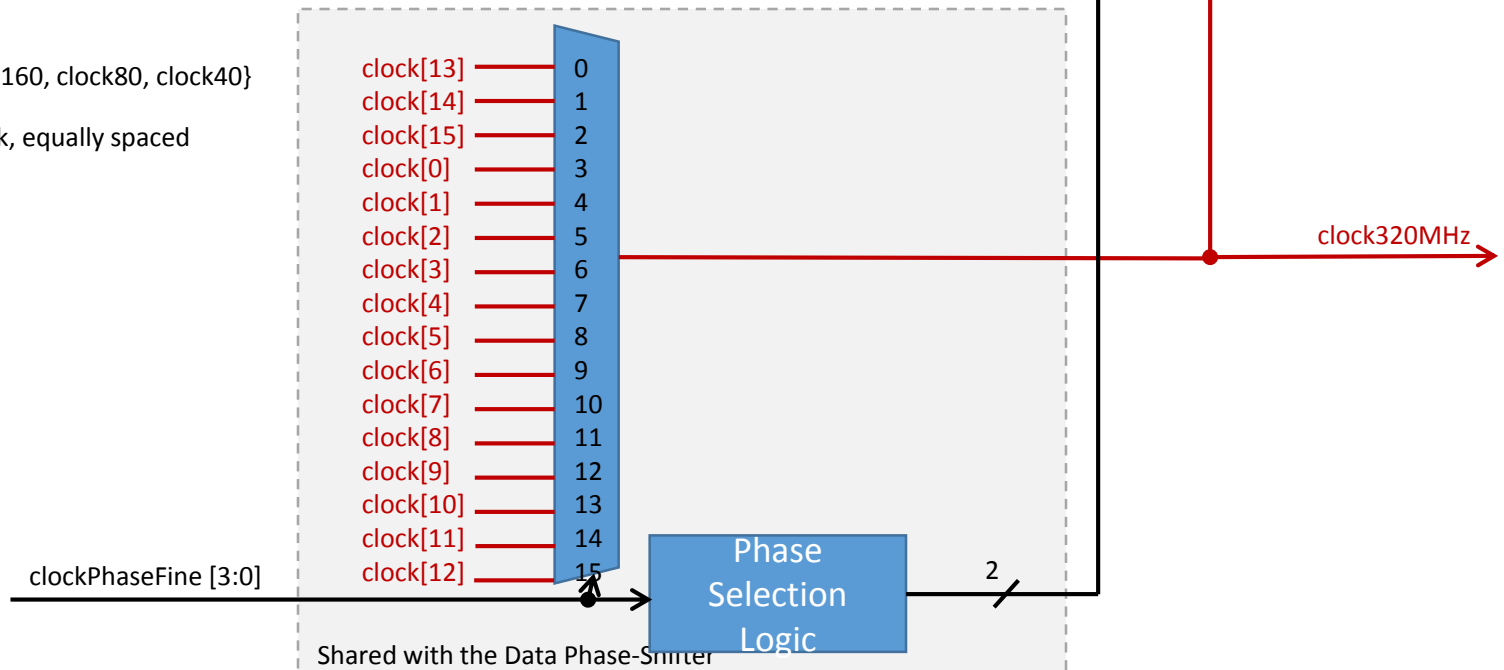 160, clock80, clock40}
, equally spaced
clock[13] 0
clock[14] 1
clock[15] 2
clock[0] 3
clock[1] 4
clock[2] 5
clock[3] 6
clock[4] 7
clock[5] 8
clock[6] 9
clock[7] 10
clock[8] 11
clock[9] 12
clock[10] 13
clock[11] 14
clock[12] 15
clock320MHz
clockPhaseFine [3:0]
Phase
Selection
Logic
2
Shared with the Data Phase-Shifter